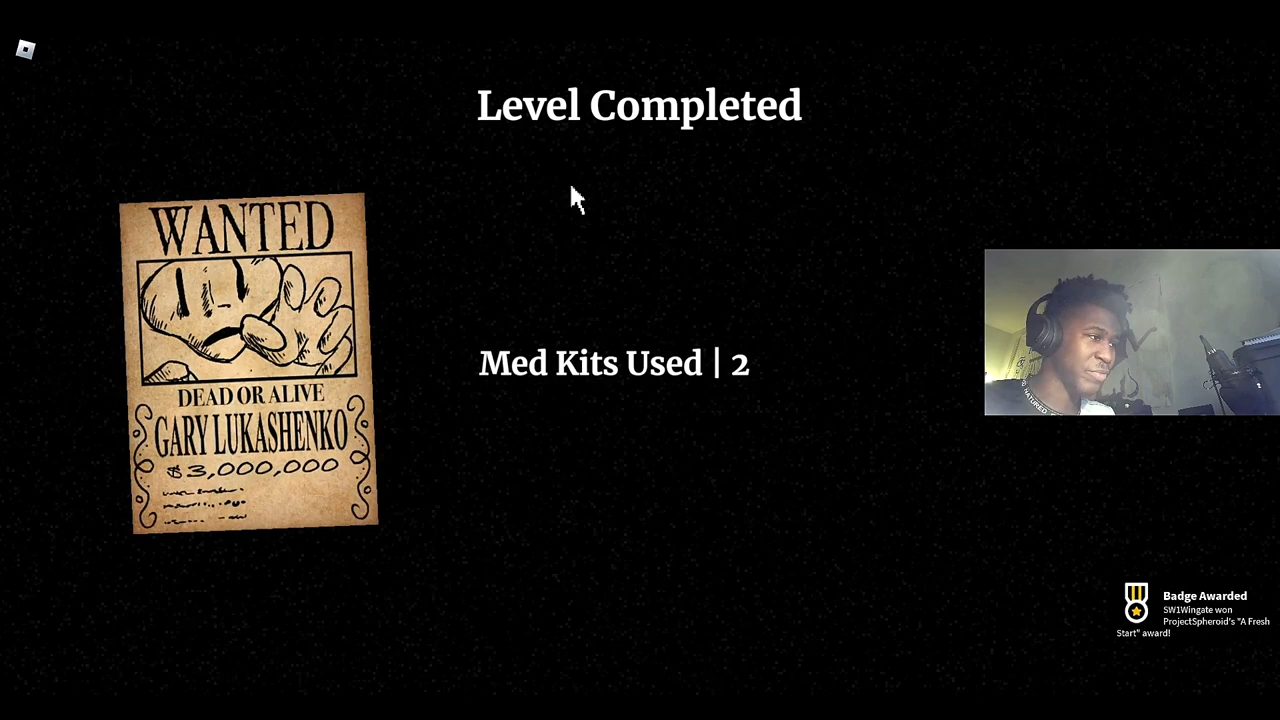 Level Completed
WANTED
DEAD OR ALIVE
GARY LUKASHENKO
$3,000,000
Med Kits Used | 2
Badge Awarded
SW1Wingate won
ProjectSpheroid's "A Fresh
Start" award!